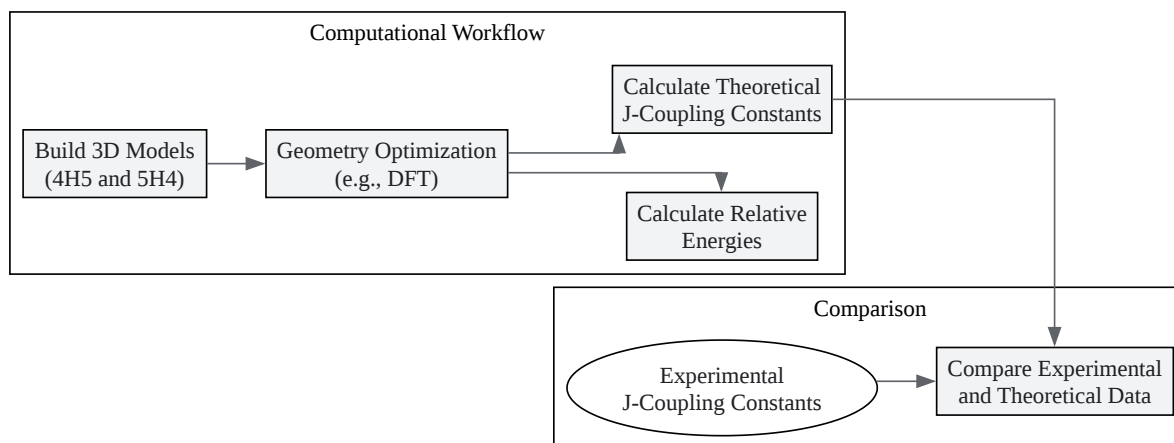 Computational Workflow
Build 3D Models
(4H5 and 5H4)
Geometry Optimization
(e.g., DFT)
Calculate Theoretical
J-Coupling Constants
Calculate Relative
Energies
Comparison
Experimental
J-Coupling Constants
Compare Experimental
and Theoretical Data